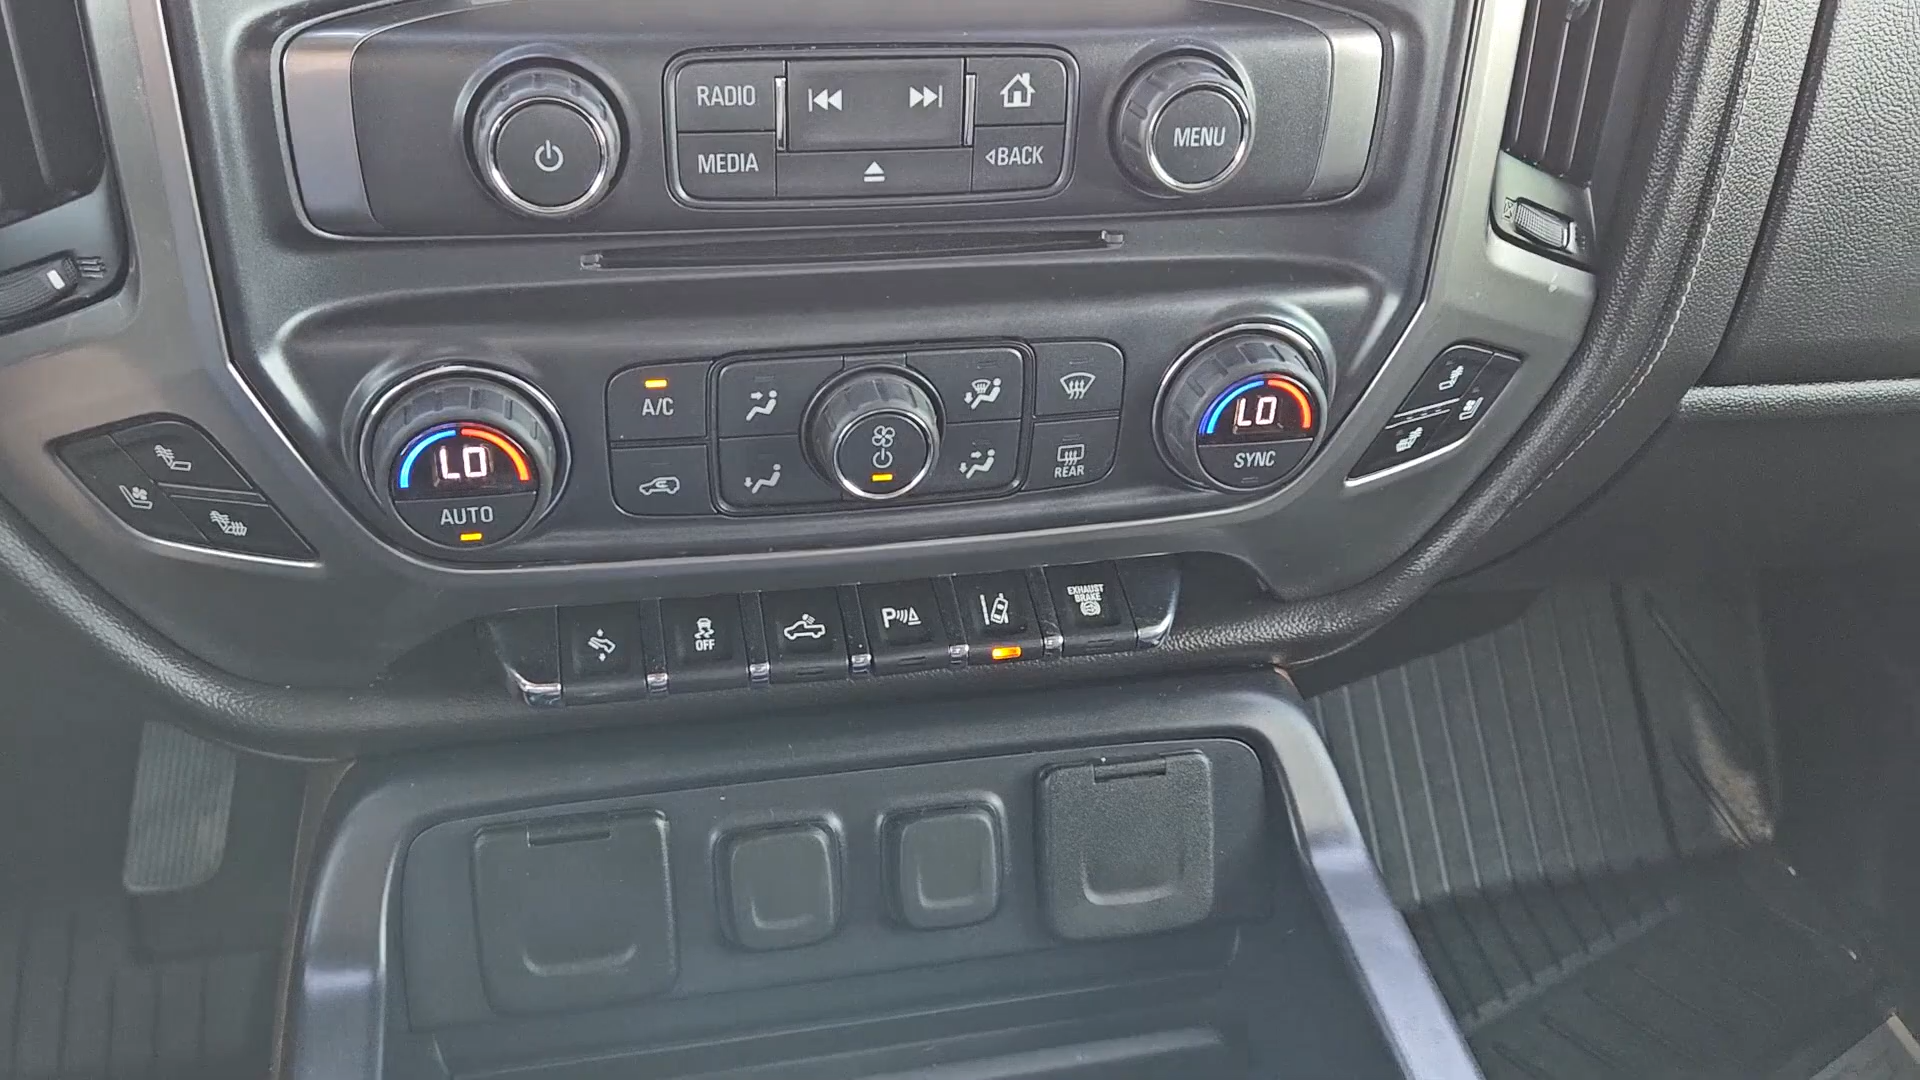 RADIO
MEDIA
BACK
MENU
A/C
LO
AUTO
REAR
LO
SYNC
OFF
P
EXHAUST
BRAKE